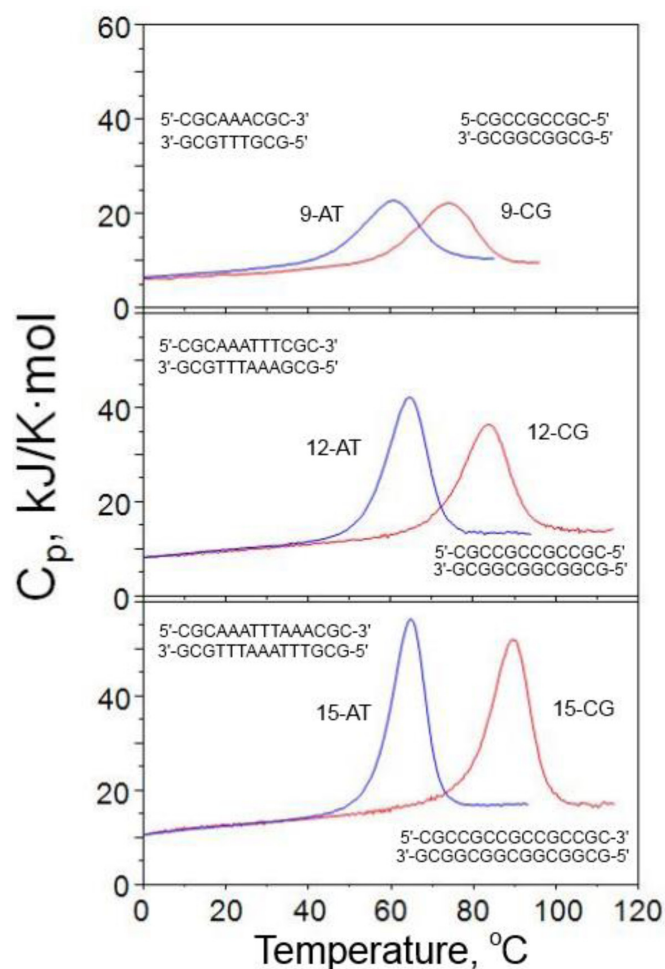 60
40
20
0
5'-CGCAAACGC-3'
3'-GCGTTTGCG-5'
5-CGCCGCCGC-5'
3'-GCGGCGGCG-5'
9-AT
9-CG
40
20
0
5'-CGCAAATTTCGC-3'
3'-GCGTTTAAAGCG-5'
12-AT
12-CG
5'-CGCCGCCGCCGC-5'
3'-GCGGCGGCGGCG-5'
40
20
0
5'-CGCAAATTTAAACGC-3'
3'-GCGTTTAAATTTGCG-5'
15-AT
15-CG
5'-CGCCGCCGCCGCCGC-3'
3'-GCGGCGGCGGCGGCG-5'
0 20 40 60 80 100 120
Temperature, °C
Cp, kJ/K·mol